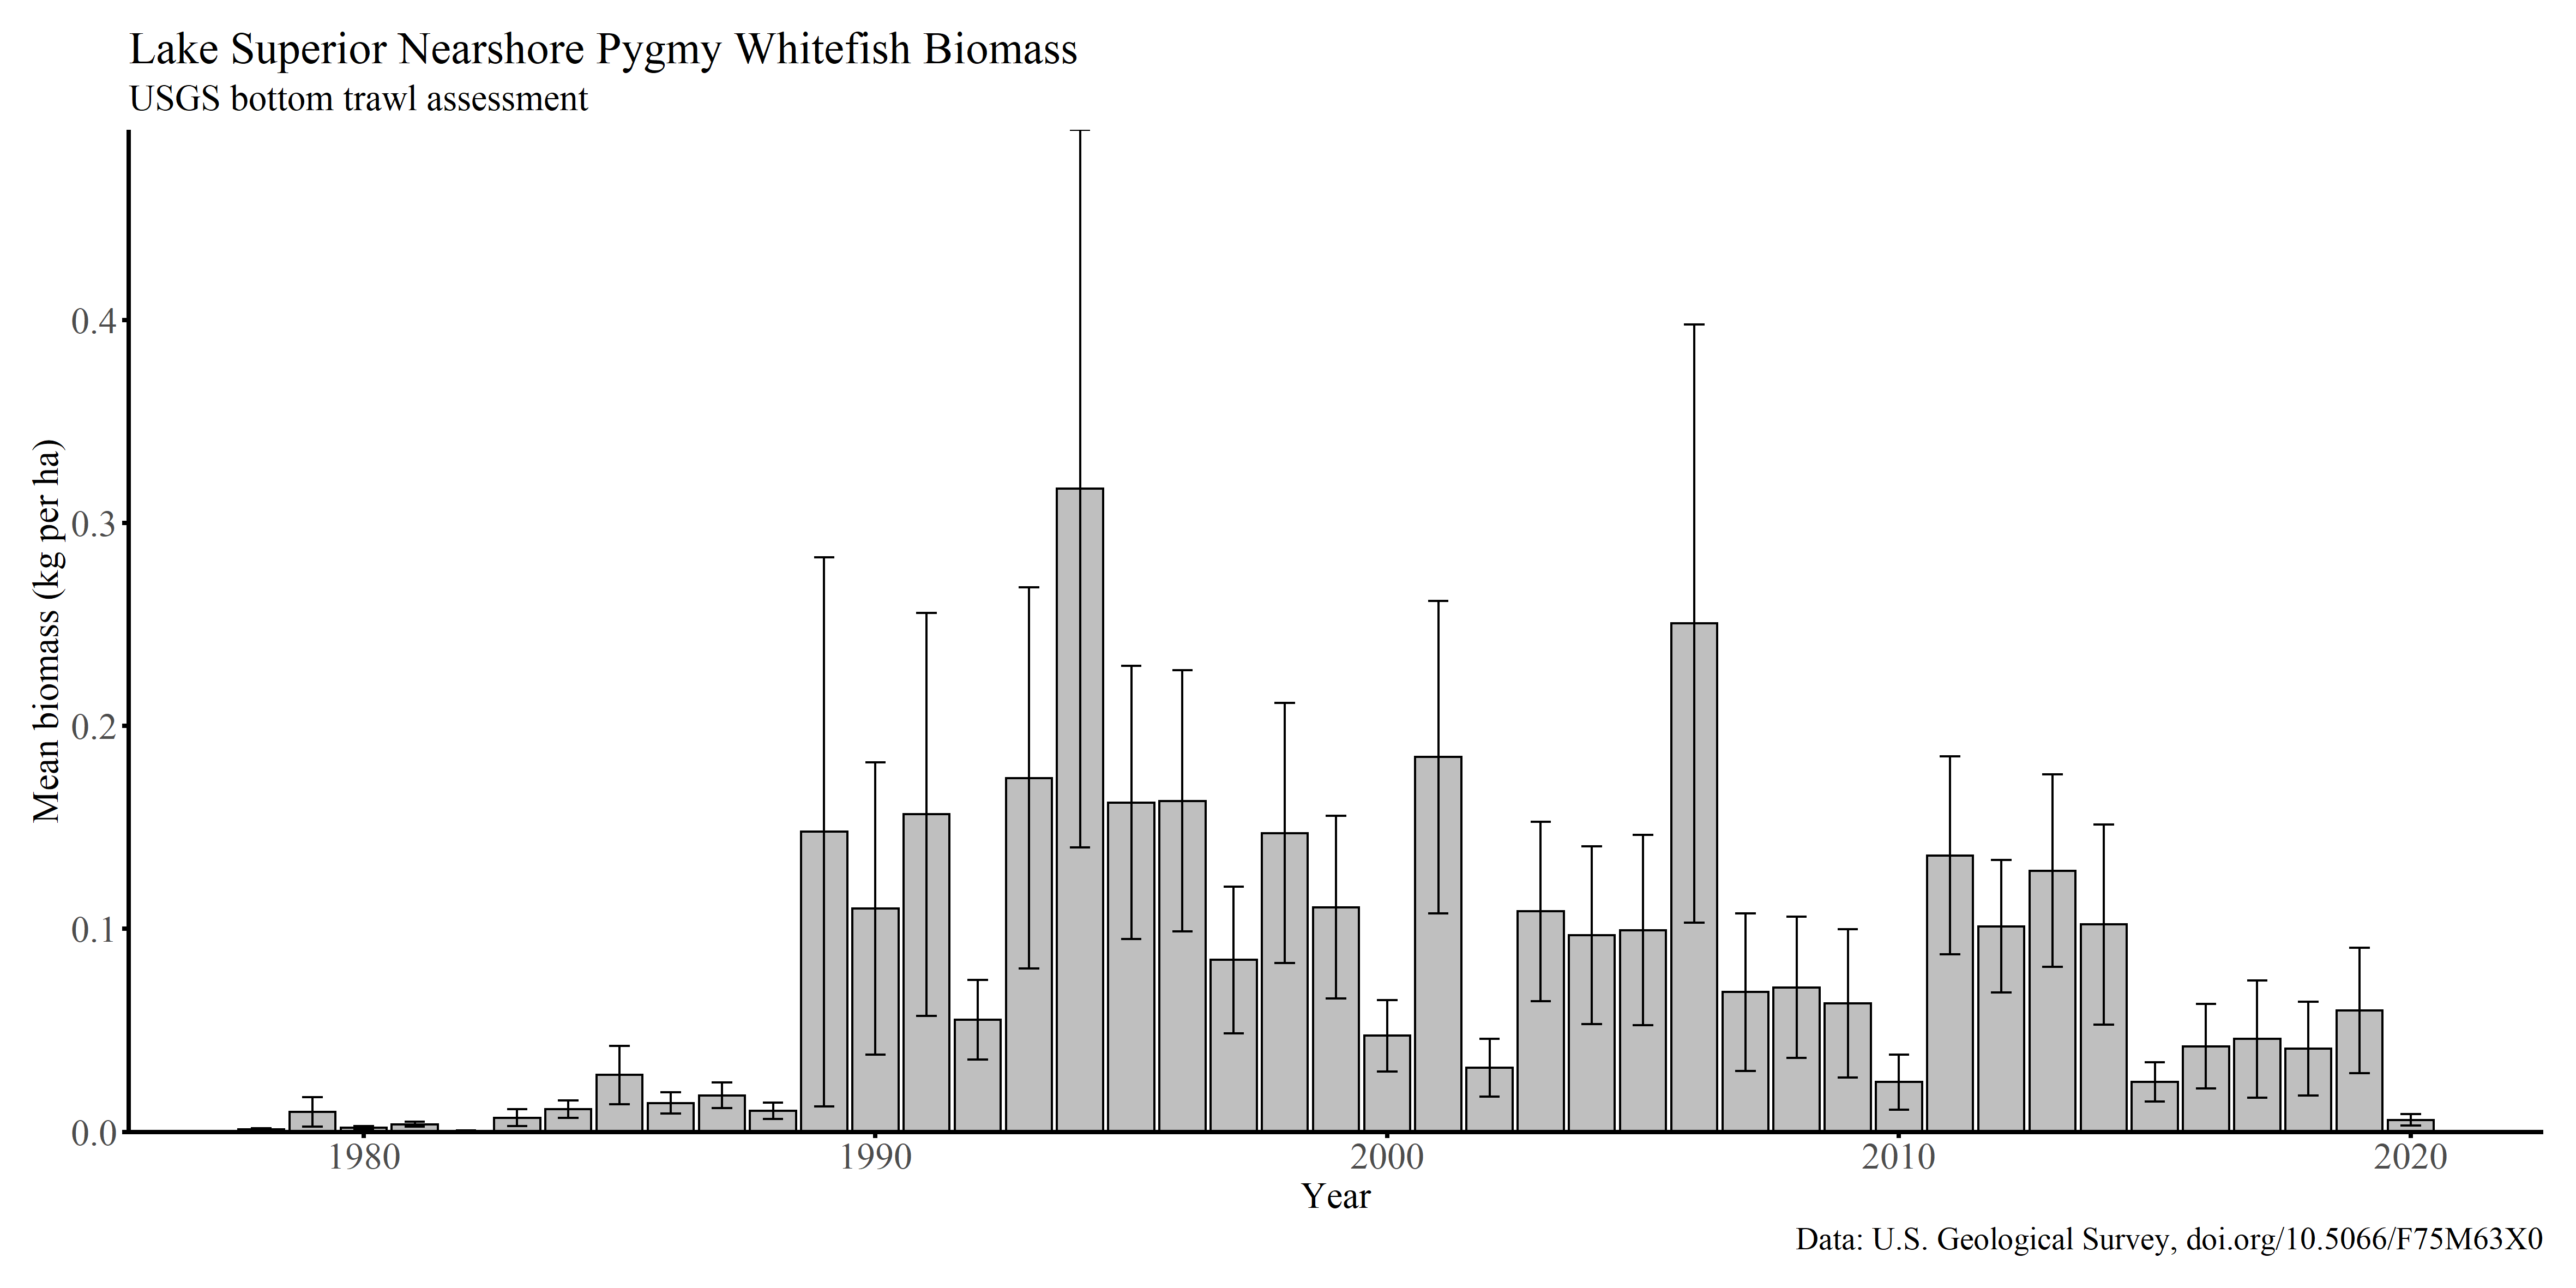 Lake Superior Nearshore Pygmy Whitefish Biomass
USGS bottom trawl assessment
Mean biomass (kg per ha)
0.4
0.3
0.2
0.1
0.0
1980
1990
2000
2010
2020
Year
Data: U.S. Geological Survey, doi.org/10.5066/F75M63X0